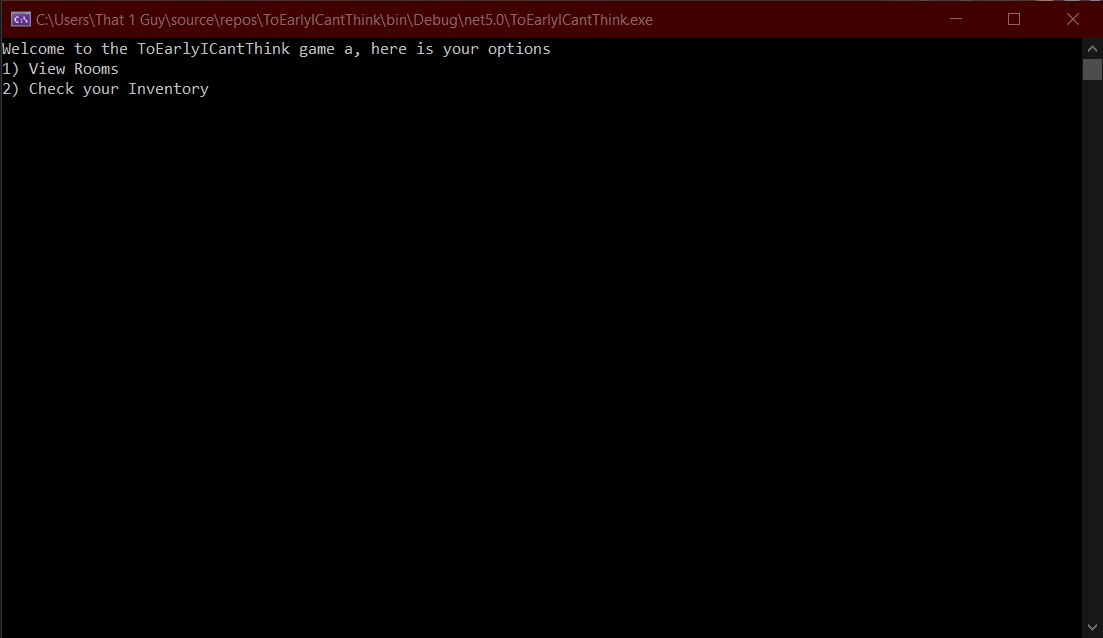 C:\Users\That 1 Guy\source\repos\ToEarlyICantThink\bin\Debug\net5.0\ToEarlyICantThink.exe
Welcome to the ToEarlyICantThink game a, here is your options
1) View Rooms
2) Check your Inventory